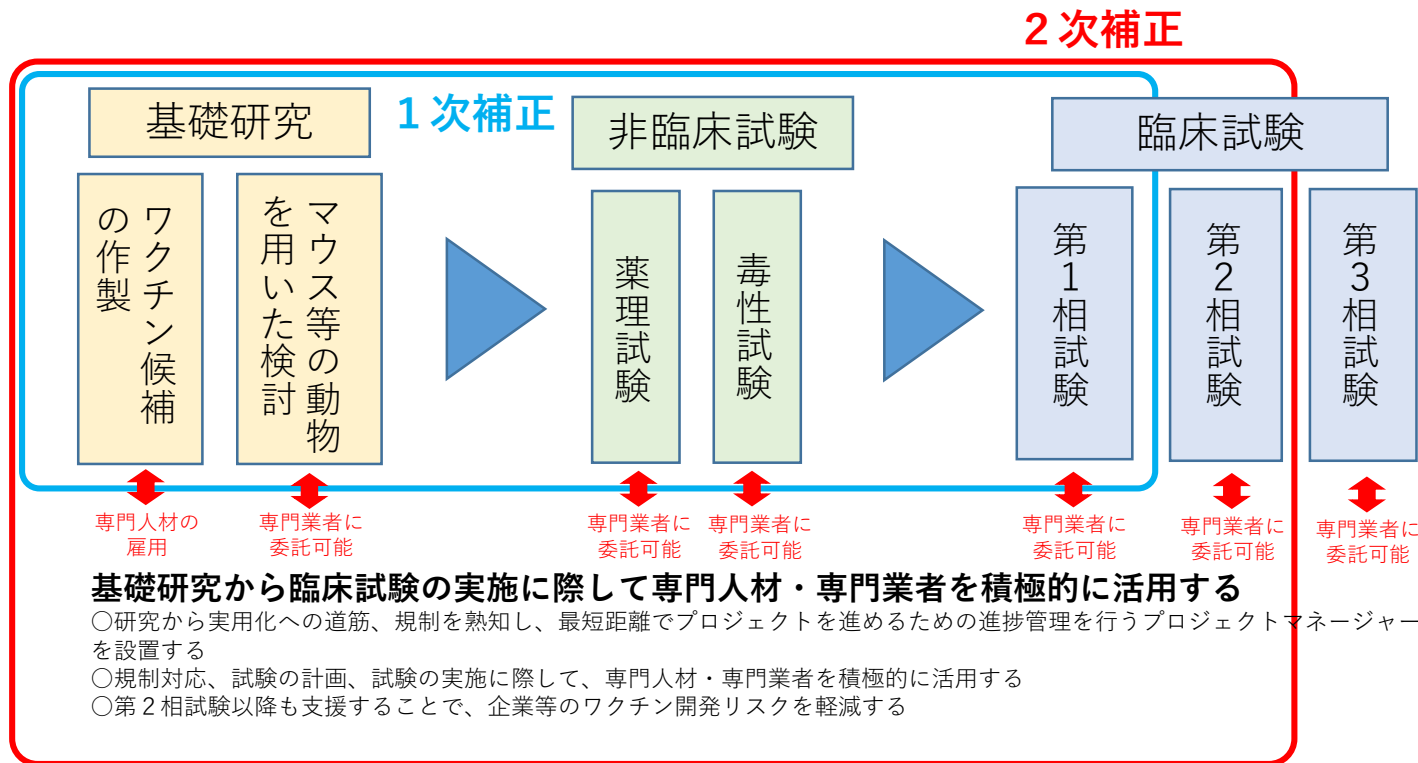 ２次補正
１次補正
基礎研究
非臨床試験
臨床試験
ワクチン候補
の作製
マウス等の動物
を用いた検討
薬理試験
毒性試験
第1相試験
第2相試験
第3相試験
専門人材の
雇用
専門業者に
委託可能
専門業者に
委託可能
専門業者に
委託可能
専門業者に
委託可能
専門業者に
委託可能
専門業者に
委託可能
基礎研究から臨床試験の実施に際して専門人材・専門業者を積極的に活用する
○研究から実用化への道筋、規制を熟知し、最短距離でプロジェクトを進めるための進捗管理を行うプロジェクトマネージャー
を設置する
○規制対応、試験の計画、試験の実施に際して、専門人材・専門業者を積極的に活用する
○第２相試験以降も支援することで、企業等のワクチン開発リスクを軽減する